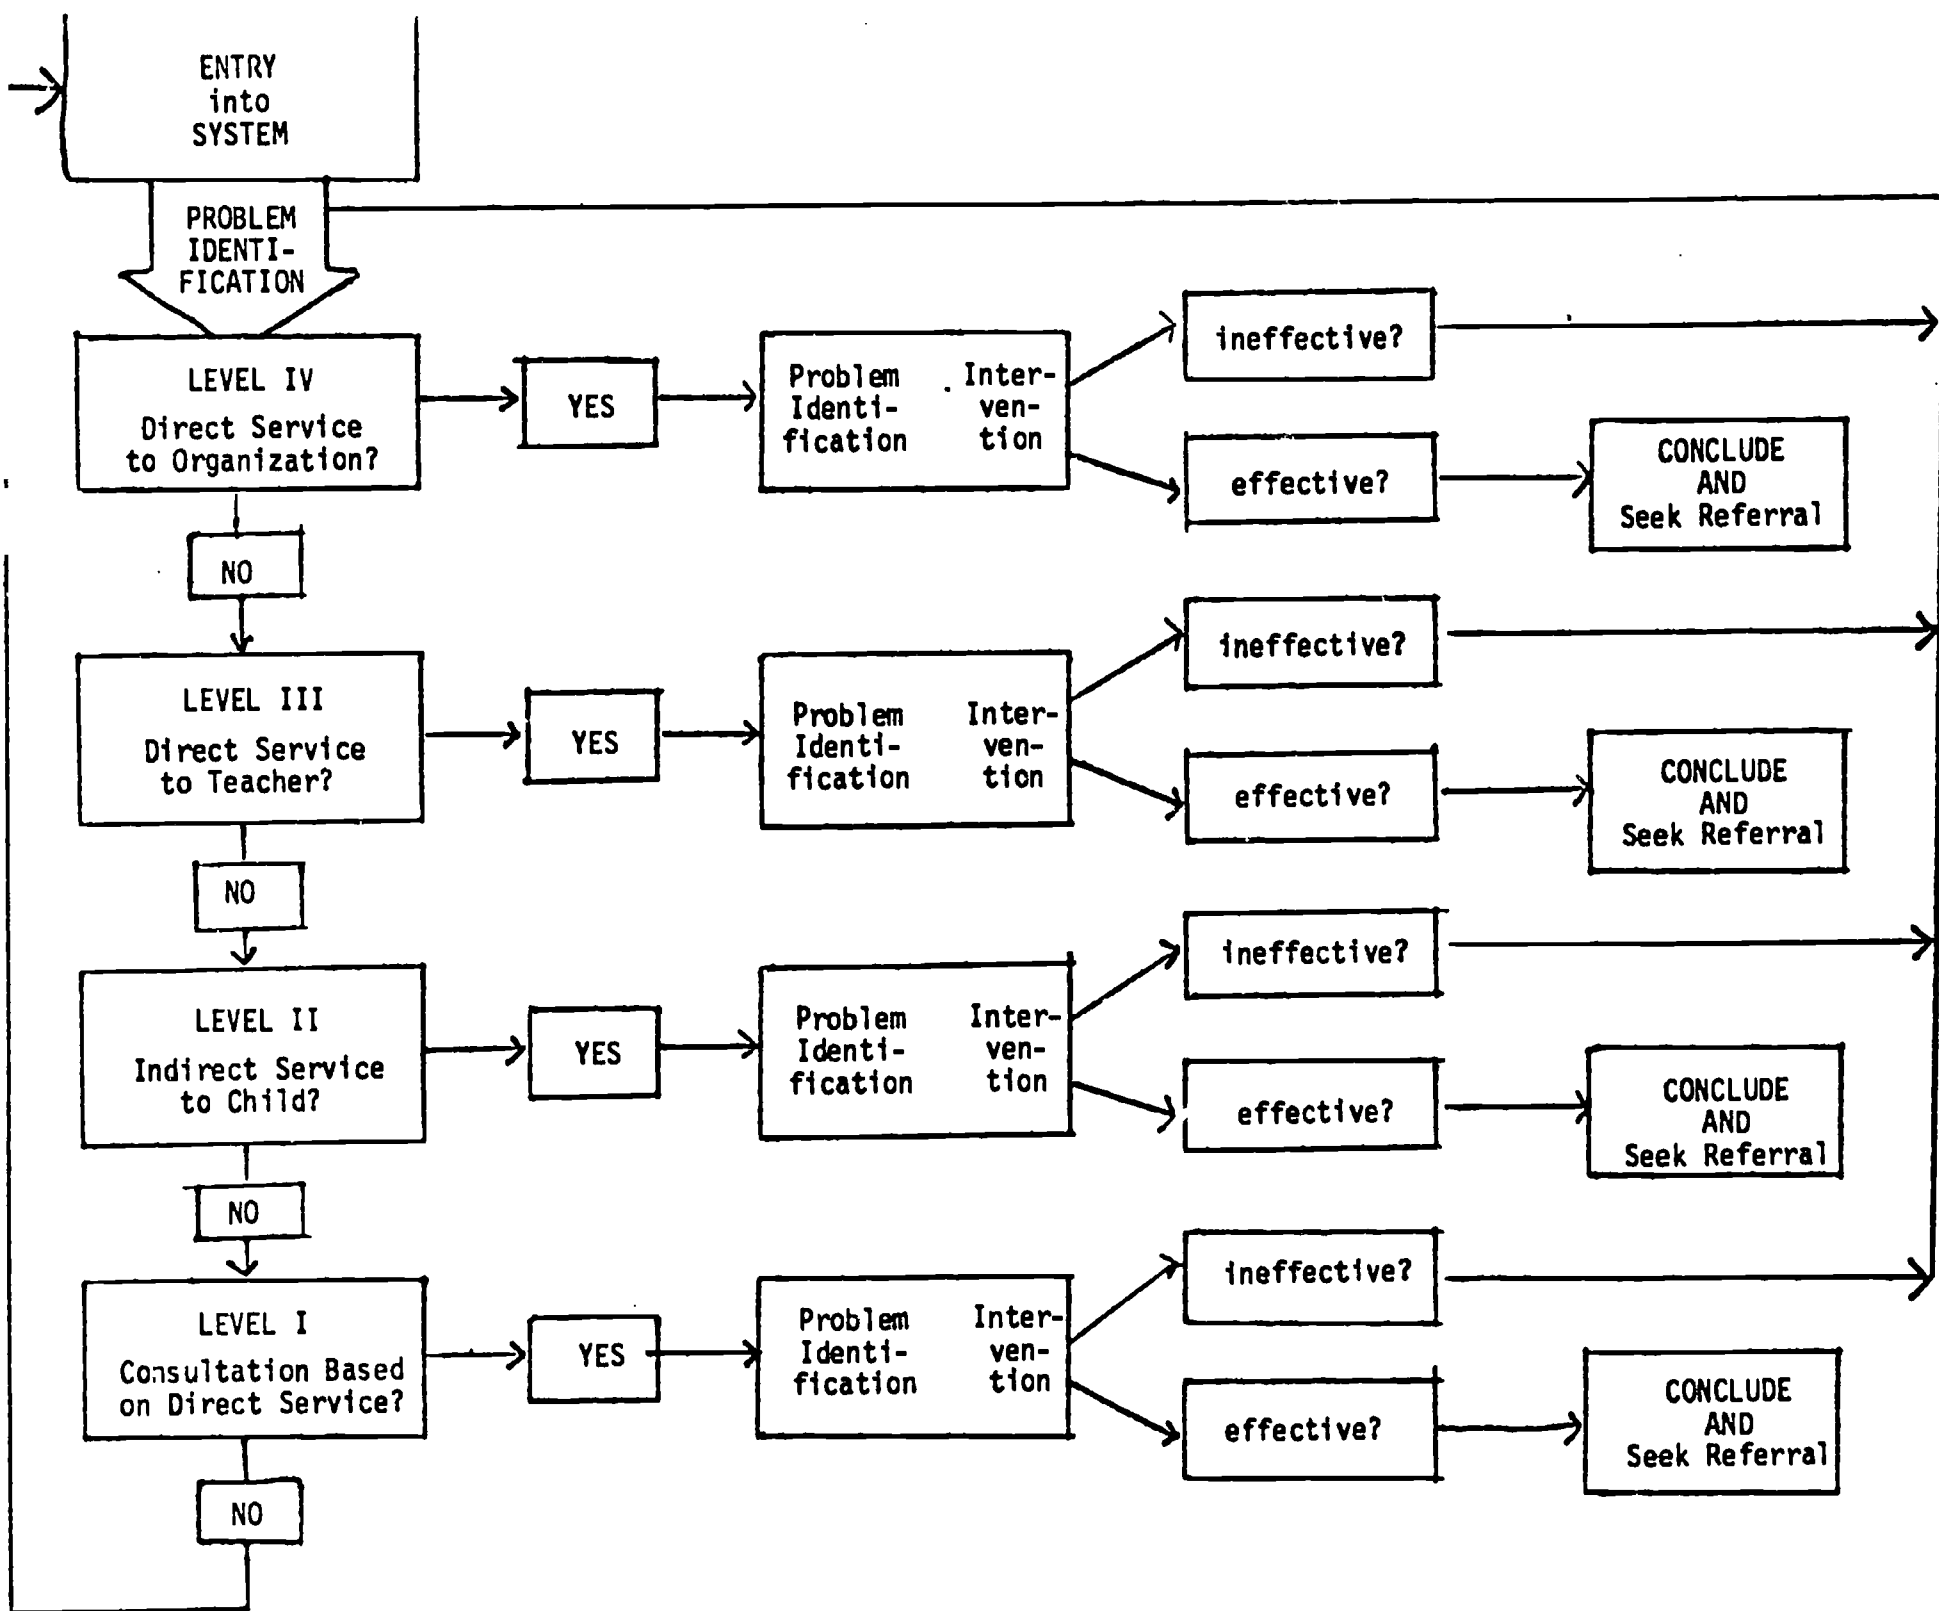 ENTRY
into
SYSTEM
PROBLEM
IDENTI-
FICATION
LEVEL IV
Direct Service
to Organization?
YES
Problem Inter-
Identi- ven-
fication tion
ineffective?
effective?
CONCLUDE
AND
Seek Referral
NO
LEVEL III
Direct Service
to Teacher?
YES
Problem Inter-
Identi- ven-
fication tion
ineffective?
effective?
CONCLUDE
AND
Seek Referral
NO
LEVEL II
Indirect Service
to Child?
YES
Problem Inter-
Identi- ven-
fication tion
ineffective?
effective?
CONCLUDE
AND
Seek Referral
NO
LEVEL I
Consultation Based
on Direct Service?
YES
Problem Inter-
Identi- ven-
fication tion
ineffective?
effective?
CONCLUDE
AND
Seek Referral
NO